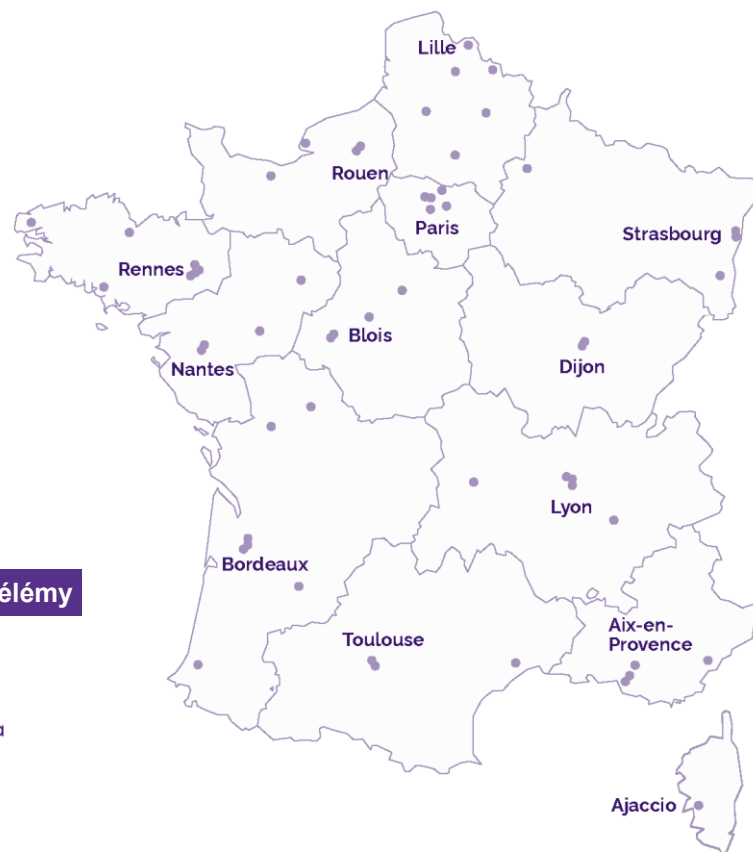 Lille
Rouen
Paris
Strasbourg
Rennes
Blois
Nantes
Dijon
Lyon
Bordeaux
élémy
Aix-en-
Provence
Toulouse
a
Ajaccio